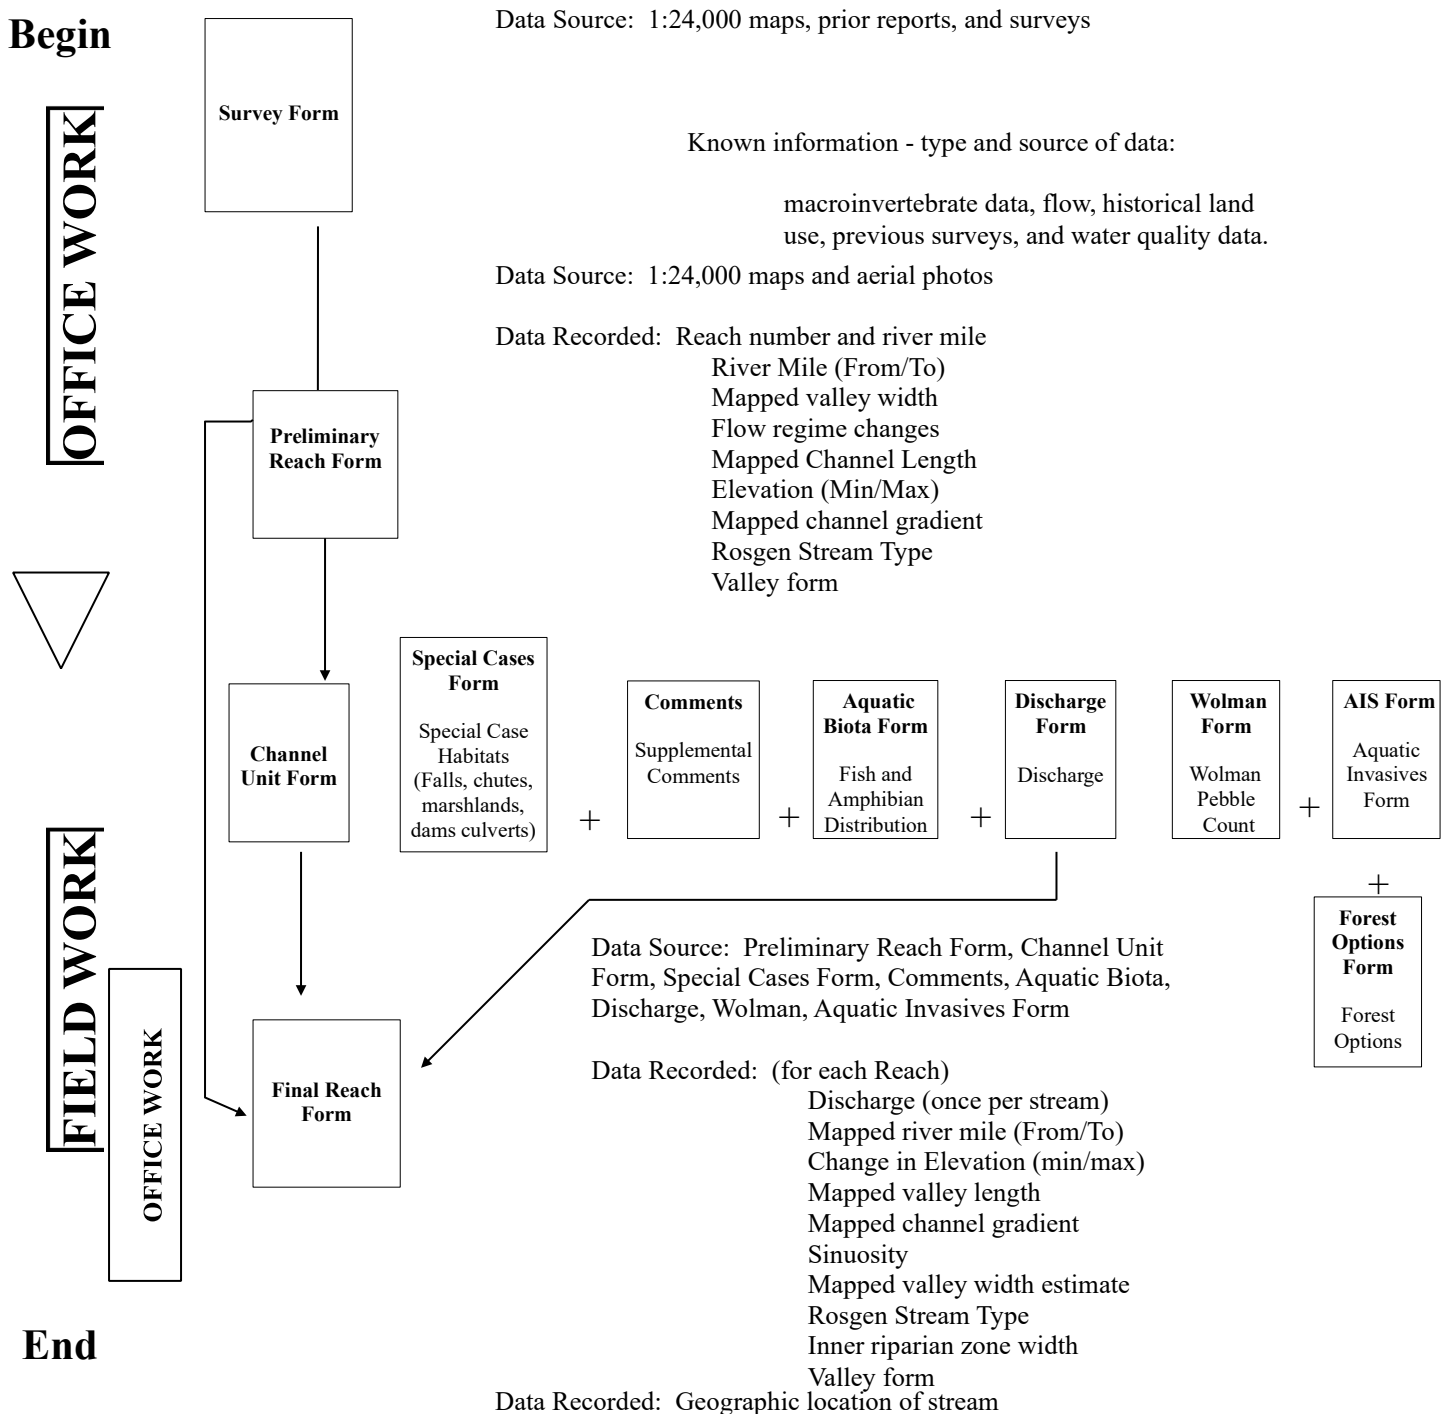 Begin
Data Source: 1:24,000 maps, prior reports, and surveys
OFFICE WORK
Survey Form
Known information - type and source of data:
macroinvertebrate data, flow, historical land
use, previous surveys, and water quality data.
Data Source: 1:24,000 maps and aerial photos
Data Recorded: Reach number and river mile
River Mile (From/To)
Mapped valley width
Flow regime changes
Mapped Channel Length
Elevation (Min/Max)
Mapped channel gradient
Rosgen Stream Type
Valley form
Preliminary
Reach Form
Channel
Unit Form
Special Cases
Form
Special Case
Habitats
(Falls, chutes,
marshlands,
dams culverts)
+
Comments
Supplemental
Comments
+
Aquatic
Biota Form
Fish and
Amphibian
Distribution
+
Discharge
Form
Discharge
Wolman
Form
Wolman
Pebble
Count
+
AIS Form
Aquatic
Invasives
Form
+
Forest
Options
Form
Forest
Options
FIELD WORK
OFFICE WORK
Final Reach
Form
Data Source: Preliminary Reach Form, Channel Unit
Form, Special Cases Form, Comments, Aquatic Biota,
Discharge, Wolman, Aquatic Invasives Form
Data Recorded: (for each Reach)
Discharge (once per stream)
Mapped river mile (From/To)
Change in Elevation (min/max)
Mapped valley length
Mapped channel gradient
Sinuosity
Mapped valley width estimate
Rosgen Stream Type
Inner riparian zone width
Valley form
End
Data Recorded: Geographic location of stream